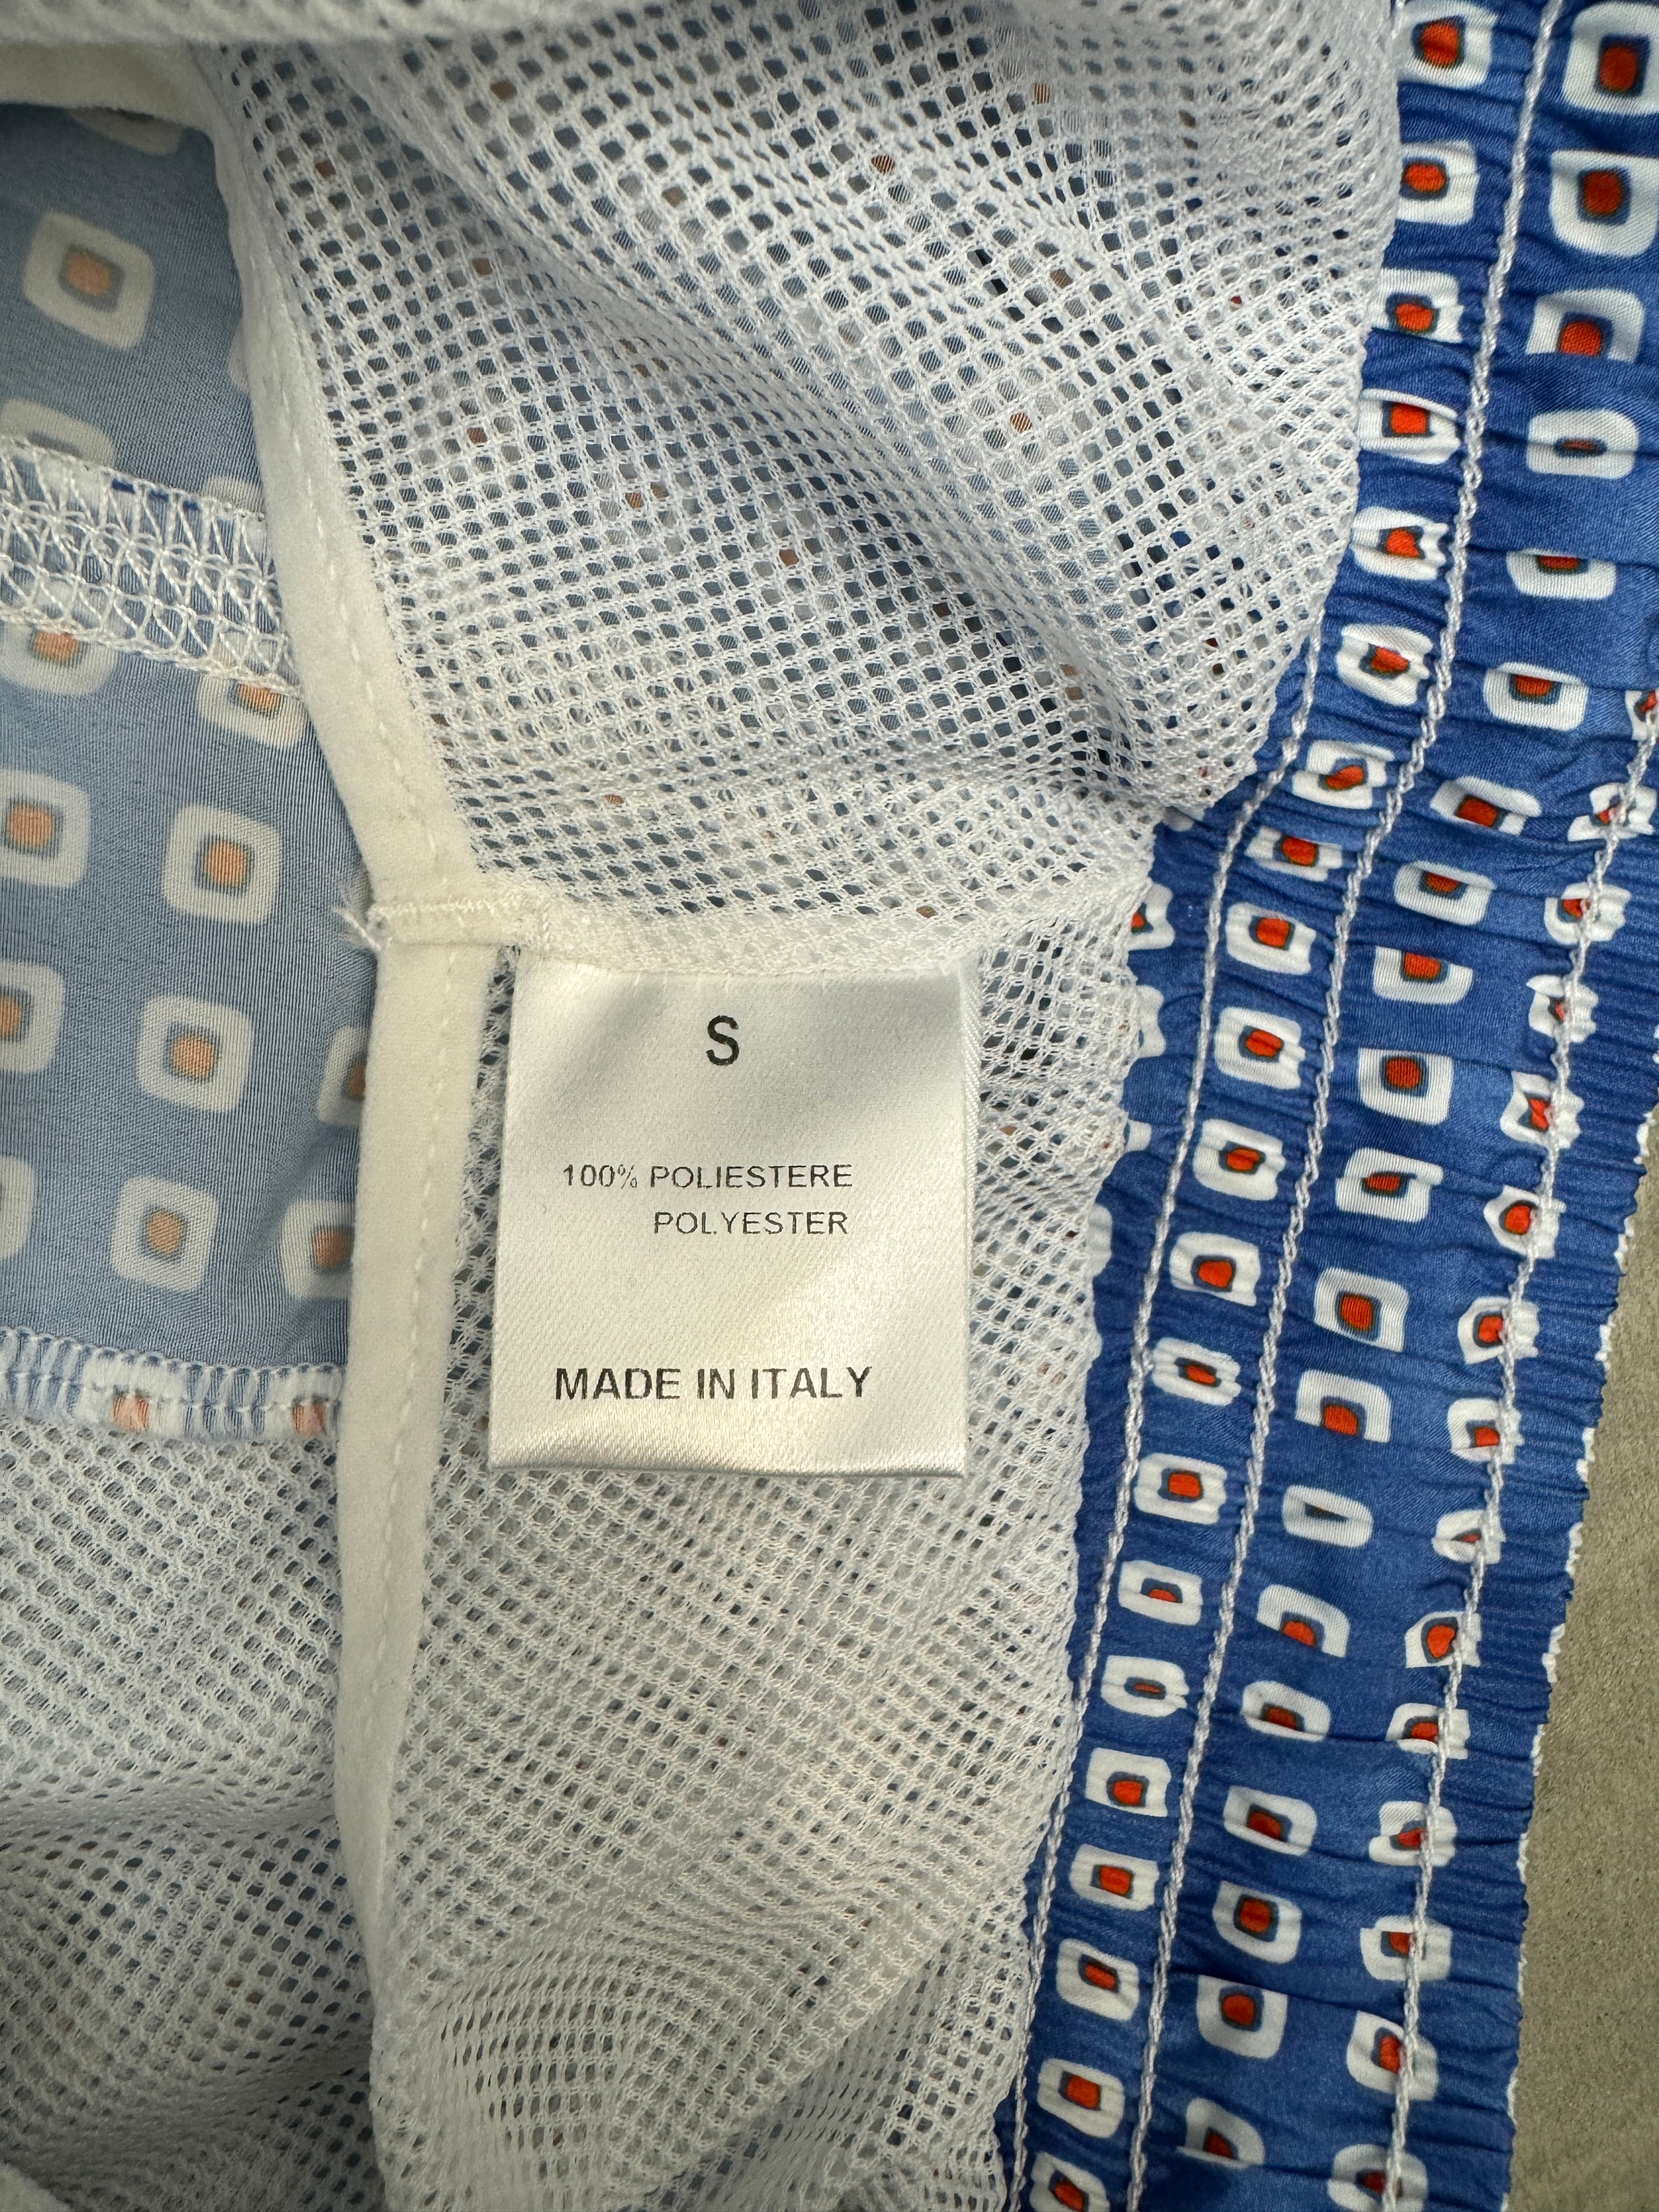 S
100% POLIESTERE
POLYESTER
MADE IN ITALY